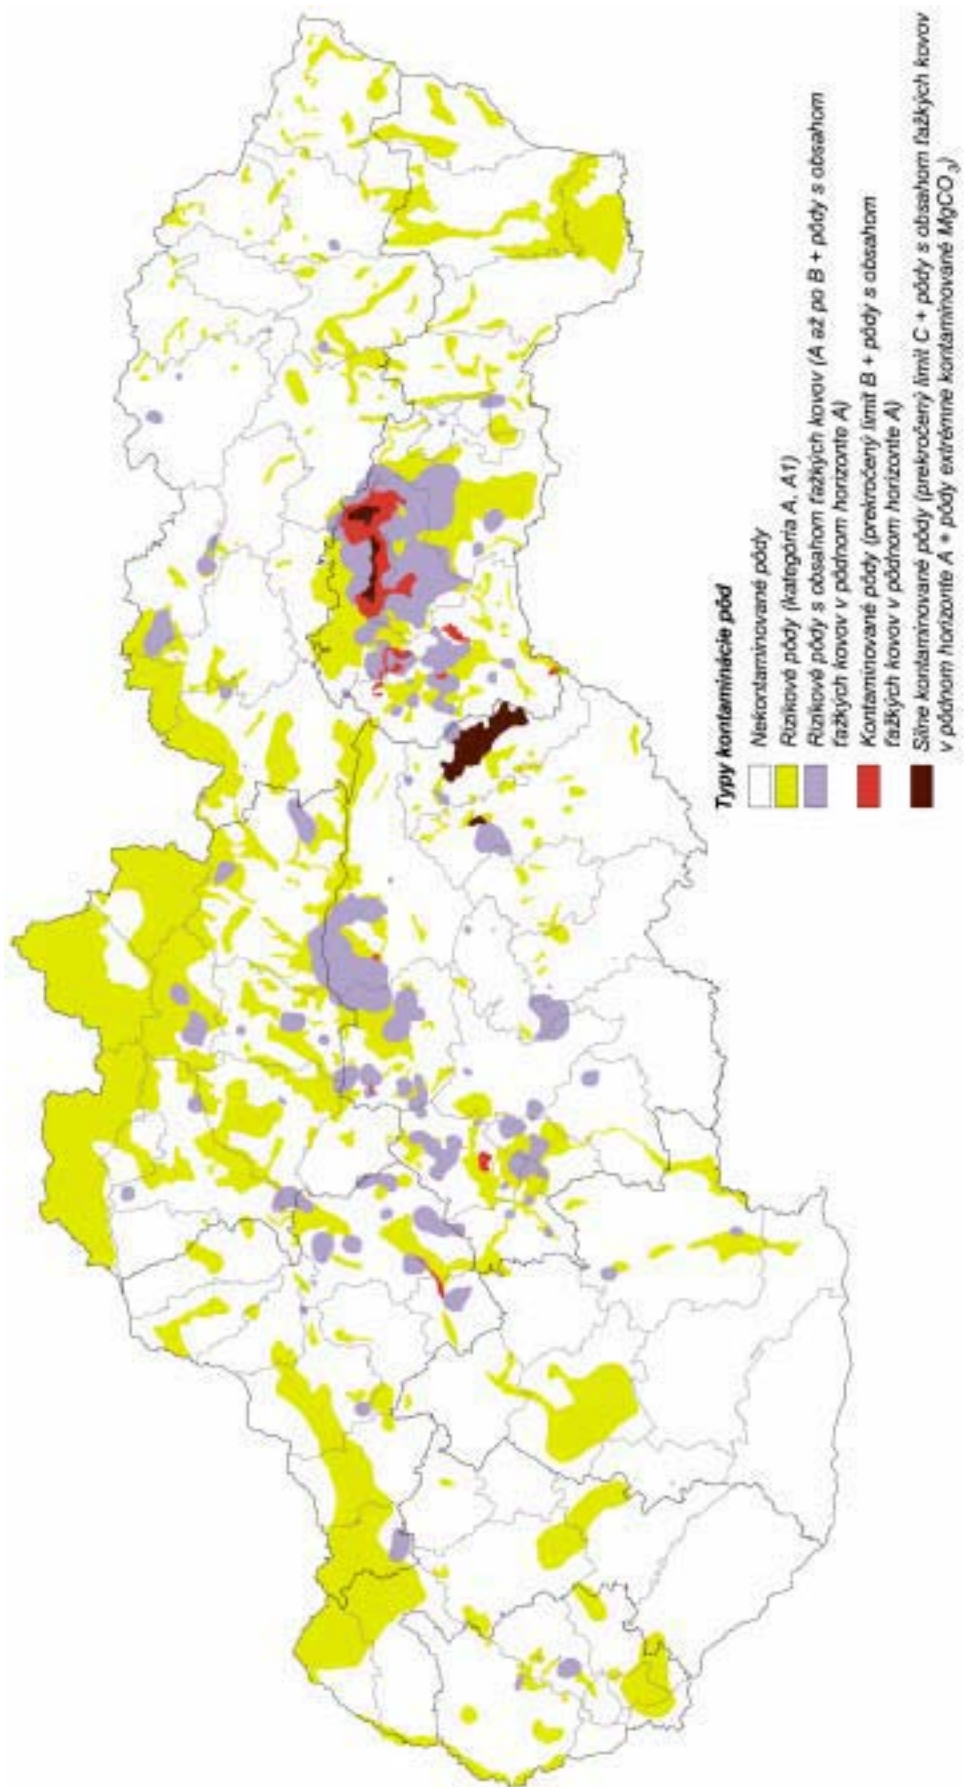 Typy kontaminácie pôd
Nekontaminované pôdy
Rizikové pôdy (kategória A, A1)
Rizikové pôdy s obsahom ťažkých kovov (A až po B + pôdy s obsahom
ťažkých kovov v pôdnom horizonte A)
Kontaminované pôdy (prekročený limit B + pôdy s obsahom
ťažkých kovov v pôdnom horizonte A)
Silne kontaminované pôdy (prekročený limit C + pôdy s obsahom ťažkých kovov
v pôdnom horizonte A + pôdy extrémne kontaminované MgCO3)